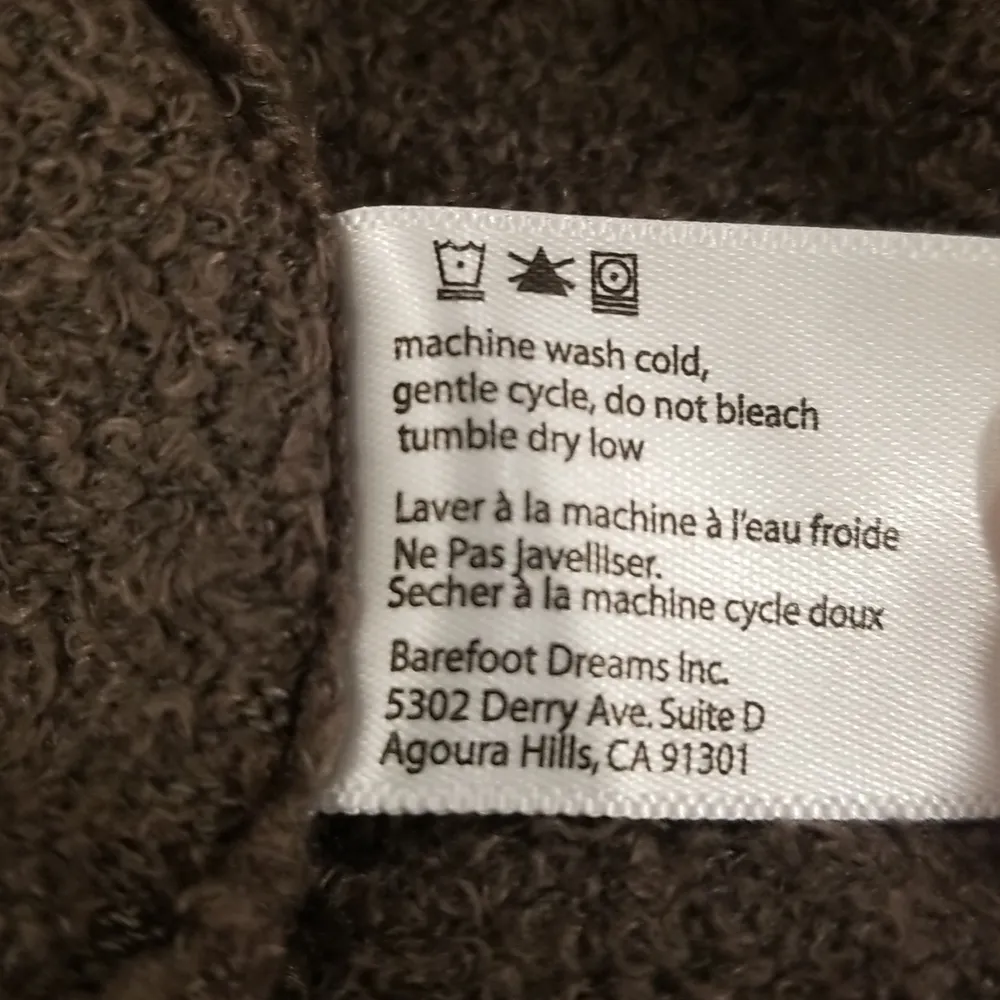 machine wash cold,
gentle cycle, do not bleach
tumble dry low
Laver à la machine à l'eau froide
Ne Pas Javelllser.
Secher à la machine cycle doux
Barefoot Dreams Inc.
5302 Derry Ave. Suite D
Agoura Hills, CA 91301